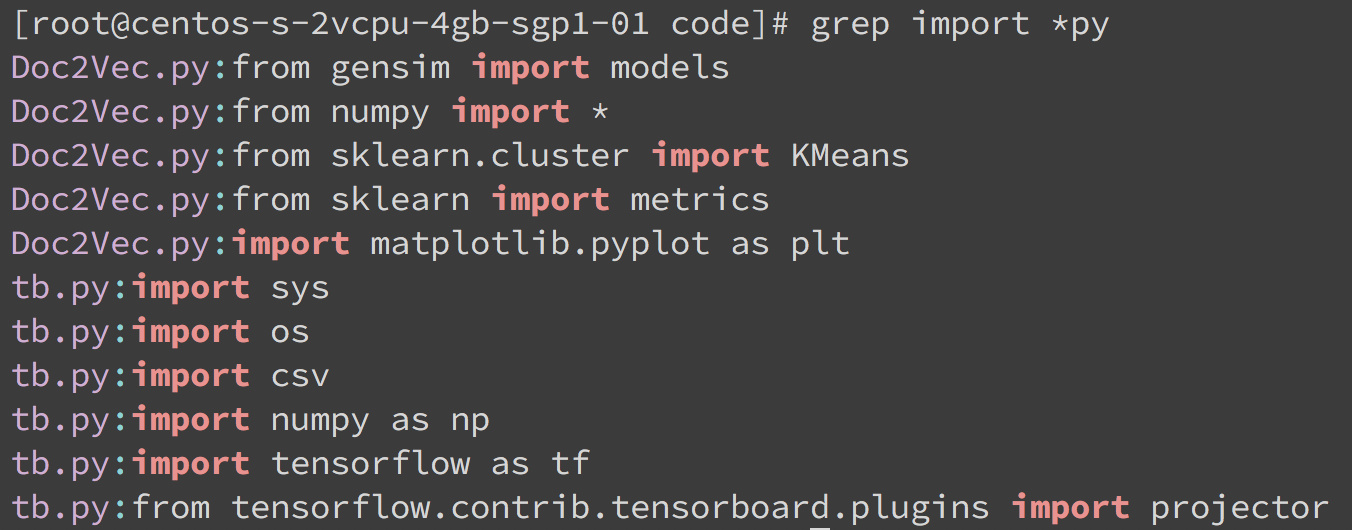 [root@centos-s-2vcpu-4gb-sgp1-01 code]# grep import *py
Doc2Vec.py:from gensim import models
Doc2Vec.py:from numpy import *
Doc2Vec.py:from sklearn.cluster import KMeans
Doc2Vec.py:from sklearn import metrics
Doc2Vec.py:import matplotlib.pyplot as plt
tb.py:import sys
tb.py:import os
tb.py:import csv
tb.py:import numpy as np
tb.py:import tensorflow as tf
tb.py:from tensorflow.contrib.tensorboard.plugins import projector